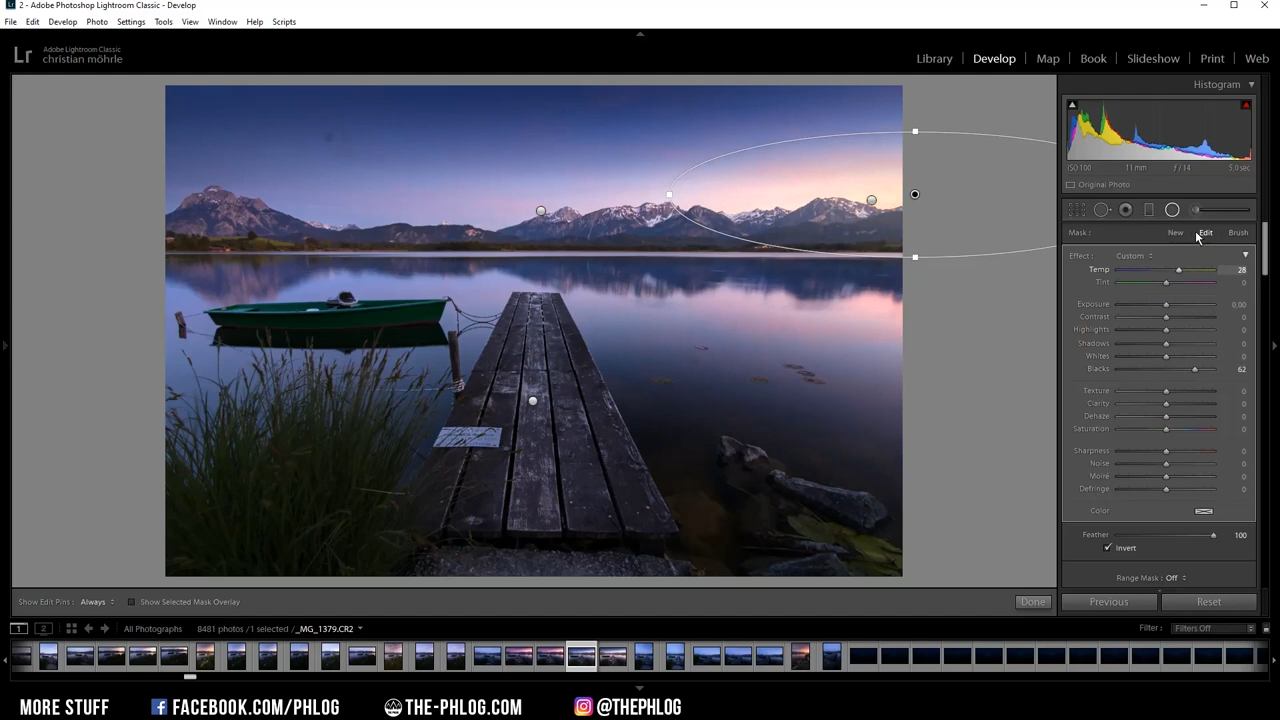 2 - Adobe Photoshop Lightroom Classic - Develop
File Edit Develop Photo Settings Tools View Window Help Scripts
Lr Adobe Lightroom Classic
christian möhrle
Library | Develop | Map | Book | Slideshow | Print | Web
Histogram
ISO 100 11 mm f / 14 5,0 sec
Original Photo
Mask : New Edit Brush
Effect : Custom
Temp 28
Tint 0
Exposure 0,00
Contrast 0
Highlights 0
Shadows 0
Whites 0
Blacks 62
Texture 0
Clarity 0
Dehaze 0
Saturation 0
Sharpness 0
Noise 0
Moiré 0
Defringe 0
Color
Feather 100
Invert
Range Mask : Off
Show Edit Pins : Always Show Selected Mask Overlay Done Previous Reset
1 2 All Photographs 8481 photos / 1 selected / _MG_1379.CR2 Filter : Filters Off
MORE STUFF FACEBOOK.COM/PHLOG THE-PHLOG.COM @THEPHLOG